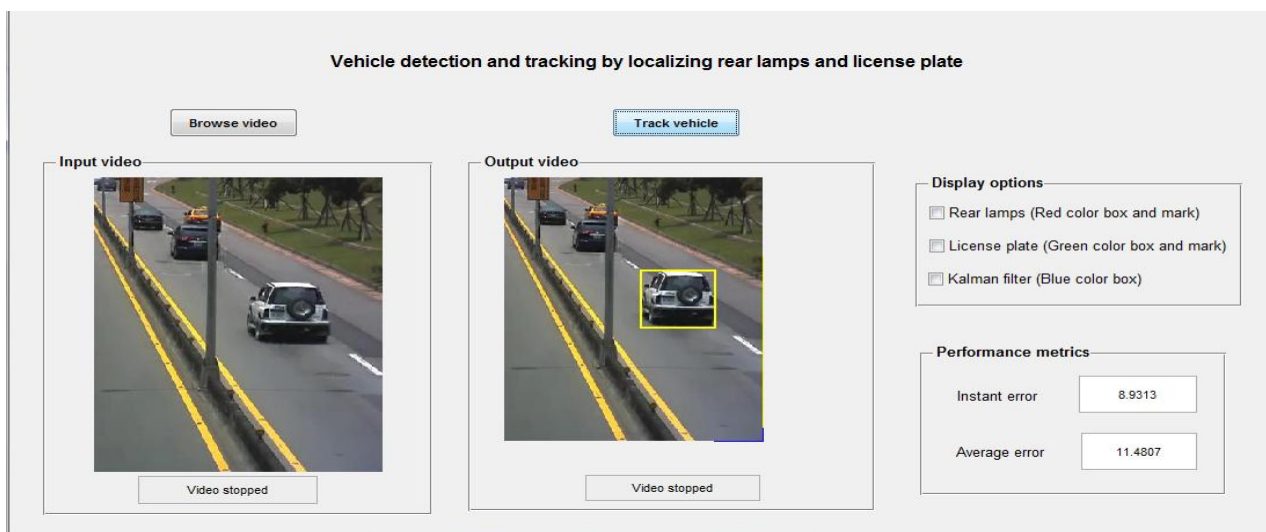 Vehicle detection and tracking by localizing rear lamps and license plate
Browse video
Track vehicle
Input video
Output video
Video stopped
Video stopped
Display options
Rear lamps (Red color box and mark)
License plate (Green color box and mark)
Kalman filter (Blue color box)
Performance metrics
Instant error 8.9313
Average error 11.4807